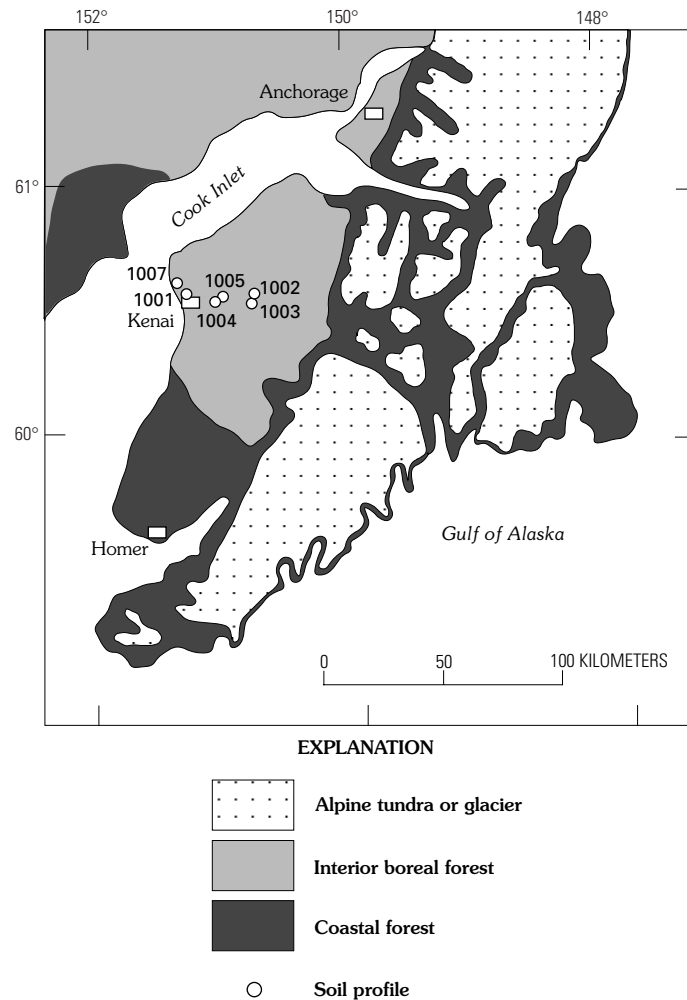 152°
150°
148°
Anchorage
61°
Cook Inlet
1007
1005
1002
1001
Kenai
1004
1003
60°
Homer
Gulf of Alaska
0
50
100 KILOMETERS
EXPLANATION
Alpine tundra or glacier
Interior boreal forest
Coastal forest
Soil profile